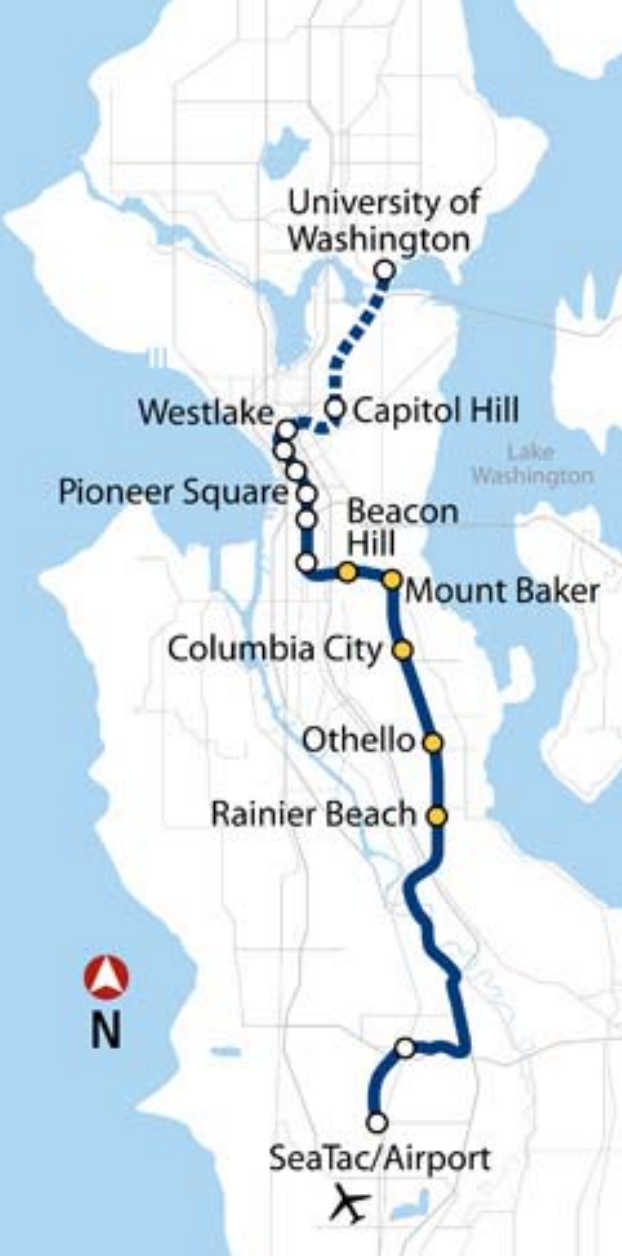 University of
Washington
Westlake
Capitol Hill
Lake
Washington
Pioneer Square
Beacon
Hill
Mount Baker
Columbia City
Othello
Rainier Beach
N
SeaTac/Airport